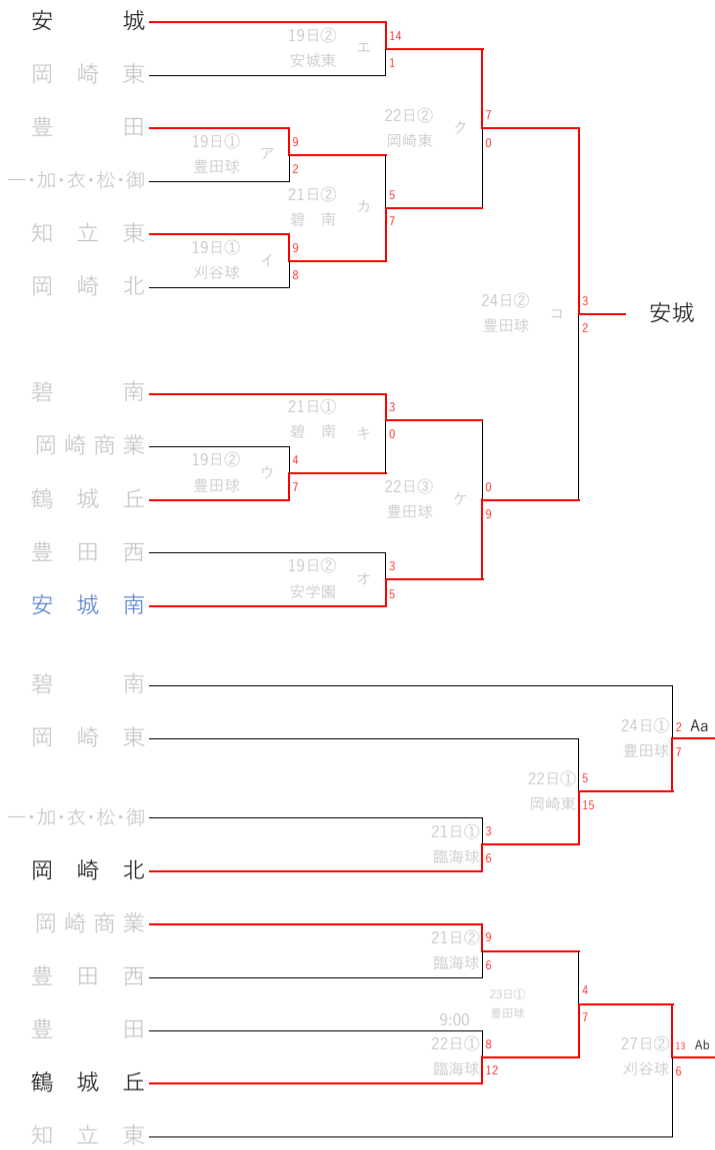 安 城
19日② エ 14
安城東
岡 崎 東 1
豊 田
22日② ク 7
岡崎東 0
19日① ア 9
豊田球 2
一・加・衣・松・御
21日② カ 5
碧 南 7
知 立 東
19日① イ 9
刈谷球 8
岡 崎 北
24日② コ 3 安城
豊田球 2
碧 南
21日① キ 3
碧 南 0
岡 崎 商 業
19日② ウ 4
豊田球 7
鶴 城 丘
22日③ ケ 0
豊田球 9
豊 田 西
19日② オ 3
安学園 5
安 城 南
碧 南
24日① 2 Aa
豊田球 7
岡 崎 東
22日① 5
岡崎東 15
一・加・衣・松・御
21日① 3
臨海球 6
岡 崎 北
岡 崎 商 業
21日② 9
臨海球 6
豊 田 西
23日① 4
豊田球 7
豊 田
9:00
22日① 8
臨海球 12
27日② 13 Ab
刈谷球 6
鶴 城 丘
知 立 東